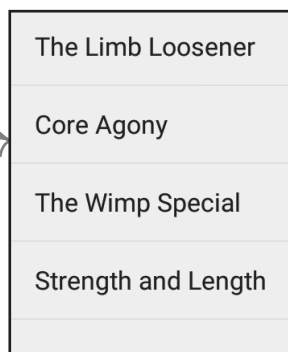 The Limb Loosener
Core Agony
The Wimp Special
Strength and Length